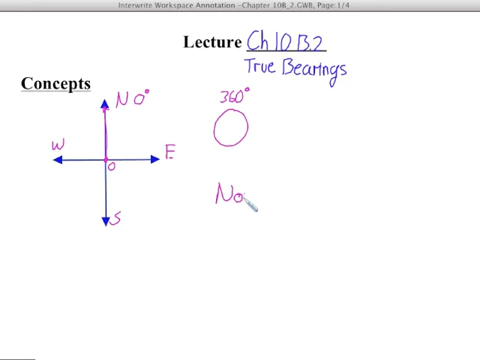 Interwrite Workspace Annotation -Chapter 10B_2.GWB, Page:1/4
Lecture Ch 10 B.2
True Bearings
Concepts
N 0°
360°
W
E
O
No
S